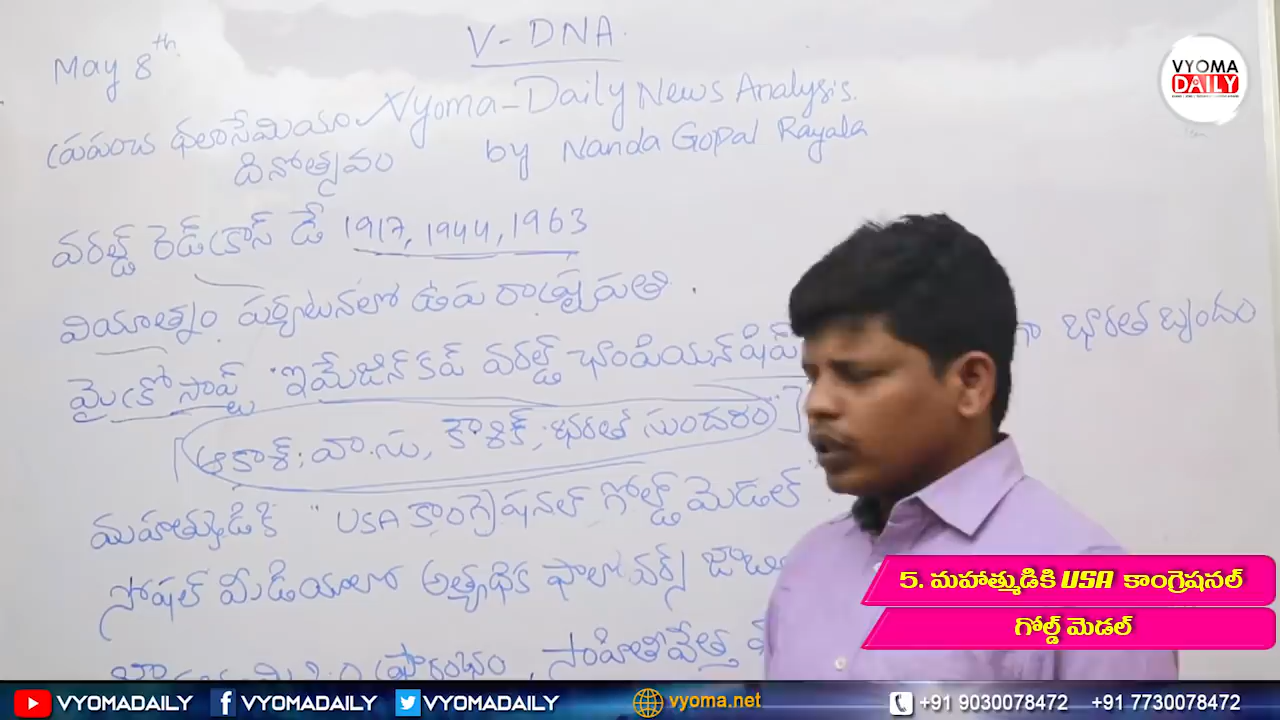 V-DNA
May 8th
Vyoma-Daily News Analysis.
ప్రపంచ థలాసేమియా
దినోత్సవం
by Nanda Gopal Rayala
వరల్డ్ రెడ్‌క్రాస్ డే 1917, 1944, 1963
వియాత్నం పర్యటనలో ఉప రాష్ట్రపతి.
మైక్రోసాఫ్ట్ "ఇమేజిన్ కప్ వరల్డ్ ఛాంపియన్ షిప్ గా భారత బృందం
[ఆకాశ్, వాసు, కౌశిక్, భరత్ సుందరం]
మహాత్ముడికి "USA కాంగ్రెషనల్ గోల్డ్ మెడల్"
సోషల్ మీడియాలో అత్యధిక ఫాలోవర్స్
ప్రారంభం, సాహితీవేత్త
VYOMA
DAILY
5. మహాత్ముడికి USA కాంగ్రెషనల్
గోల్డ్ మెడల్
VYOMADAILY VYOMADAILY VYOMADAILY vyoma.net +91 9030078472 +91 7730078472